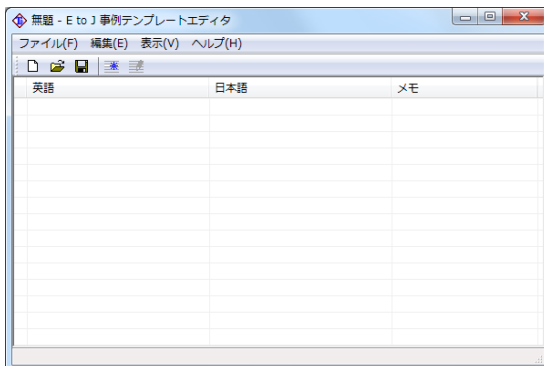 無題 - E to J 事例テンプレートエディタ
ファイル(F) 編集(E) 表示(V) ヘルプ(H)
英語 日本語 メモ